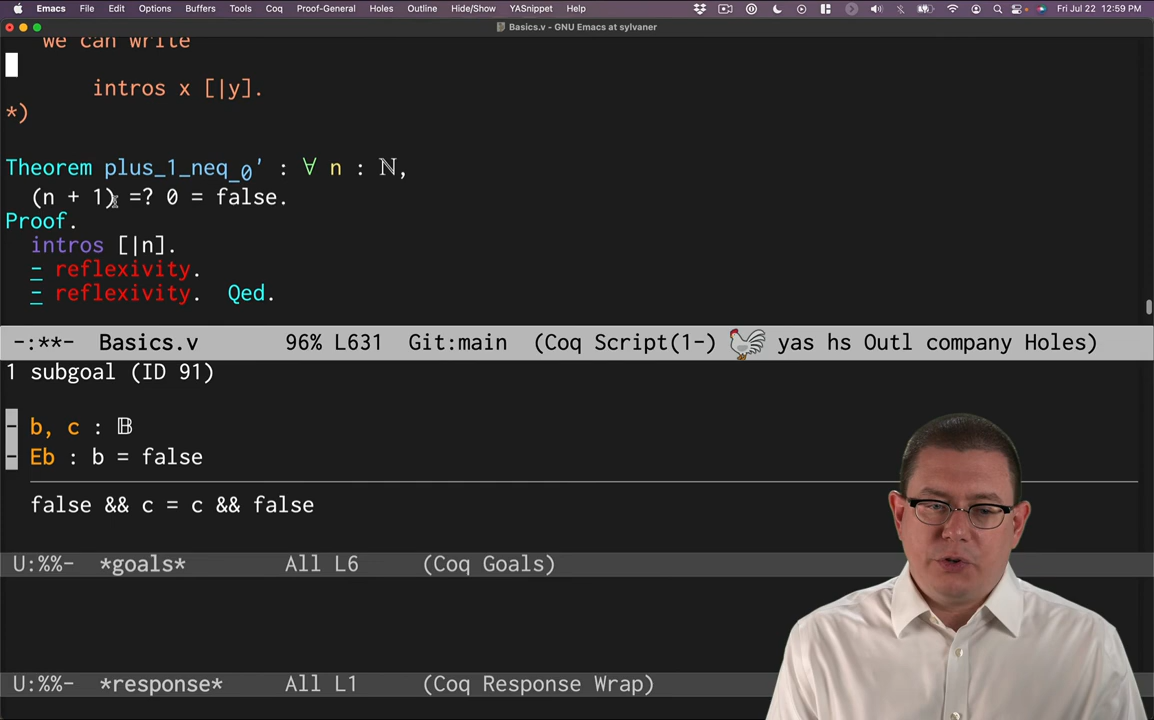 Emacs File Edit Options Buffers Tools Coq Proof-General Holes Outline Hide/Show YASnippet Help Fri Jul 22 12:59 PM
Basics.v - GNU Emacs at sylvaner
we can write
intros x [|y].
*)
Theorem plus_1_neq_0' : ∀ n : ℕ,
(n + 1) =? 0 = false.
Proof.
intros [|n].
- reflexivity.
- reflexivity. Qed.
-:**- Basics.v 96% L631 Git:main (Coq Script(1-) yas hs Outl company Holes)
1 subgoal (ID 91)
- b, c : 𝔹
- Eb : b = false
false && c = c && false
U:%%- *goals* All L6 (Coq Goals)
U:%%- *response* All L1 (Coq Response Wrap)